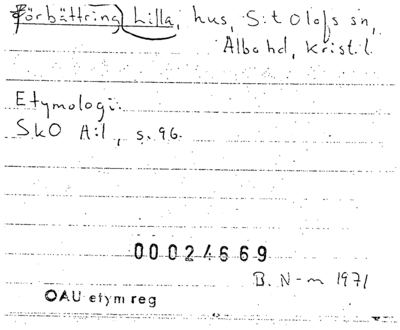 Förbättring Lilla, hus, S:t Olofs sn,
Albo hd, Krist. l.
Etymologi.
SkO A:1, s. 96.
00024669
B. N-m 1971
OAU etym reg